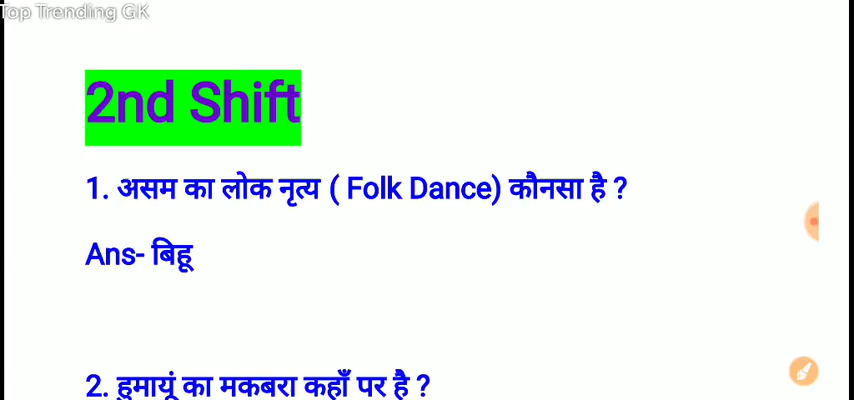 Top Trending GK
2nd Shift
1. असम का लोक नृत्य ( Folk Dance) कौनसा है ?
Ans- बिहू
2. हुमायूं का मकबरा कहाँ पर है ?